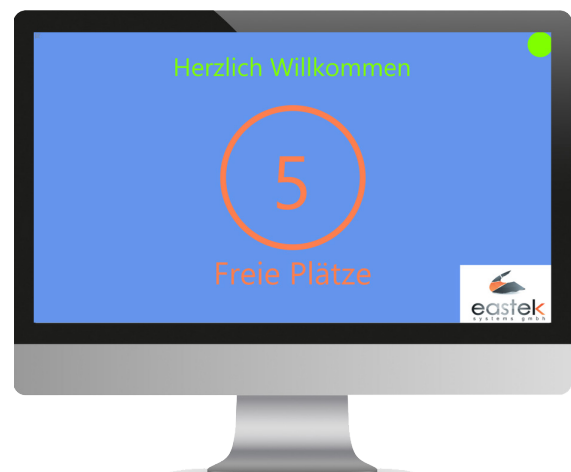 Herzlich Willkommen
5
Freie Plätze
eastek
systems gmbh